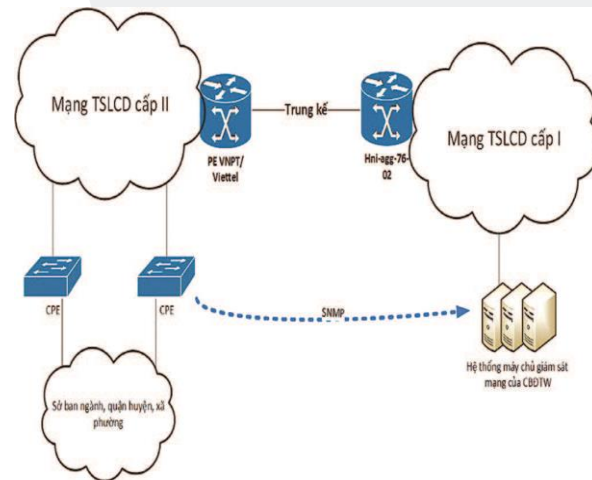 Mạng TSLCD cấp II
PE VNPT/
Viettel
Trung kế
Hni-agg-76-
02
Mạng TSLCD cấp I
CPE
CPE
SNMP
Hệ thống máy chủ giám sát
mạng của CBĐTW
Sở ban ngành, quận huyện, xã
phường